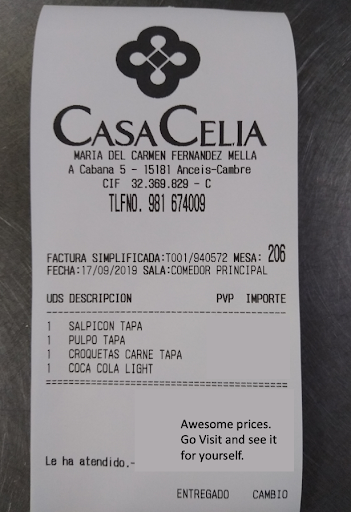 CASA CELIA
MARIA DEL CARMEN FERNANDEZ MELLA
A Cabana 5 - 15181 Anceis-Cambre
CIF 32.369.829 - C
TLFNO. 981 674009
FACTURA SIMPLIFICADA:T001/940572 MESA: 206
FECHA:17/09/2019 SALA:COMEDOR PRINCIPAL
UDS DESCRIPCION PVP IMPORTE
1 SALPICON TAPA
1 PULPO TAPA
1 CROQUETAS CARNE TAPA
1 COCA COLA LIGHT
Awesome prices.
Go Visit and see it
for yourself.
Le ha atendido.-
ENTREGADO CAMBIO